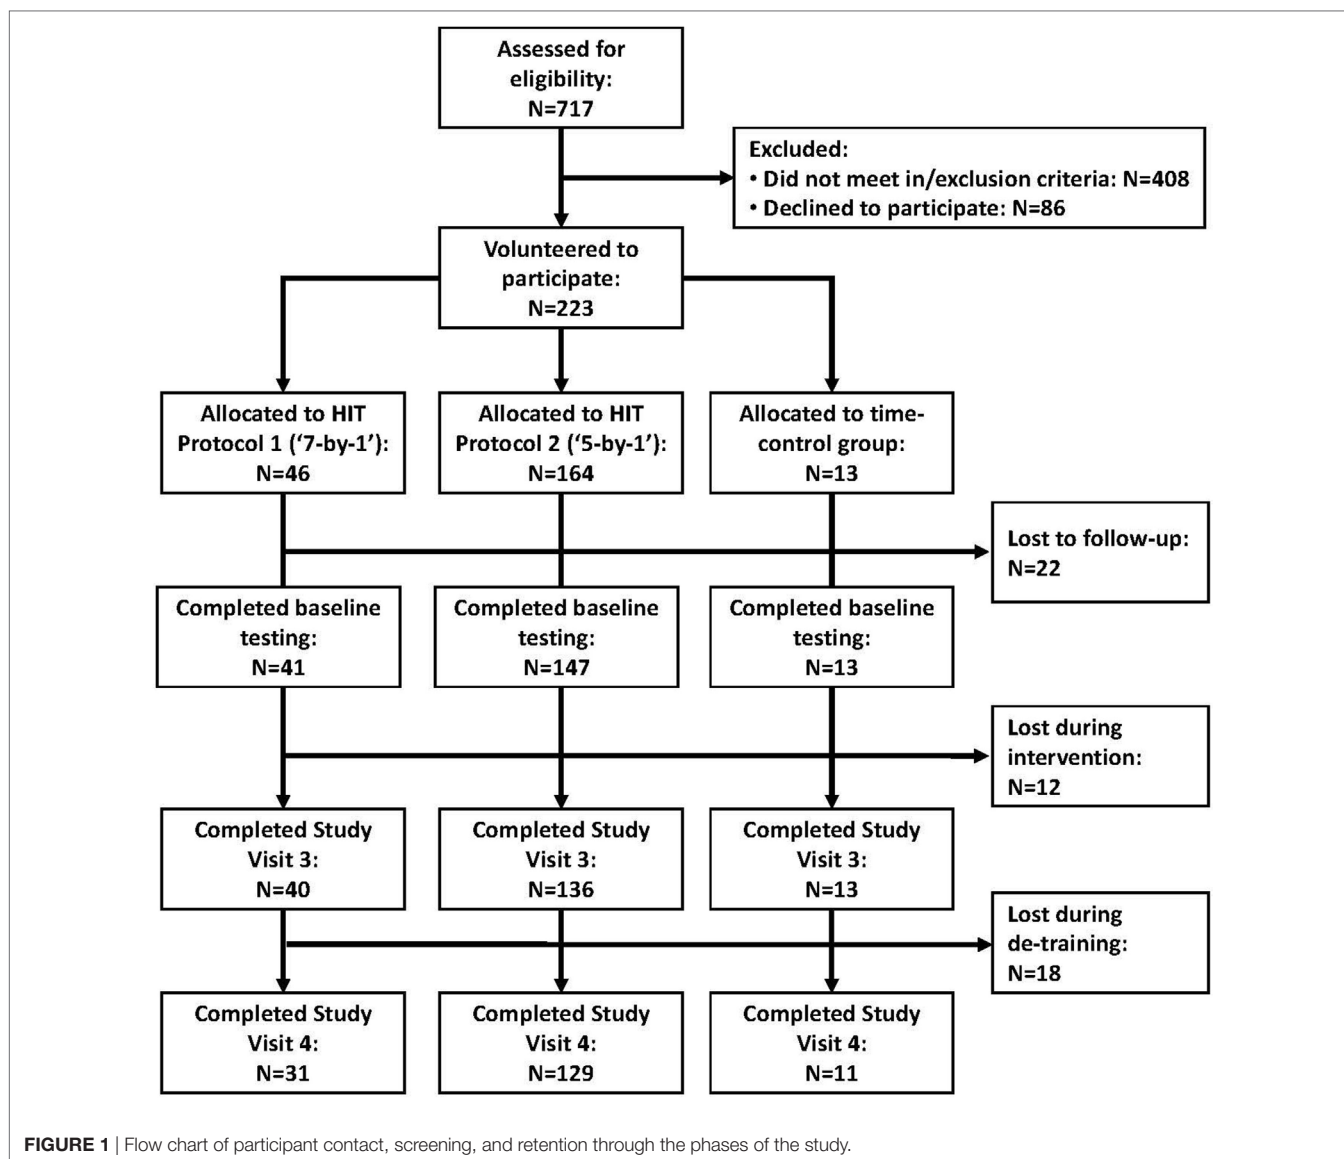 Assessed for
eligibility:
N=717
Excluded:
• Did not meet in/exclusion criteria: N=408
• Declined to participate: N=86
Volunteered to
participate:
N=223
Allocated to HIT
Protocol 1 (‘7-by-1’):
N=46
Allocated to HIT
Protocol 2 (‘5-by-1’):
N=164
Allocated to time-
control group:
N=13
Lost to follow-up:
N=22
Completed baseline
testing:
N=41
Completed baseline
testing:
N=147
Completed baseline
testing:
N=13
Lost during
intervention:
N=12
Completed Study
Visit 3:
N=40
Completed Study
Visit 3:
N=136
Completed Study
Visit 3:
N=13
Lost during
de-training:
N=18
Completed Study
Visit 4:
N=31
Completed Study
Visit 4:
N=129
Completed Study
Visit 4:
N=11
FIGURE 1 | Flow chart of participant contact, screening, and retention through the phases of the study.